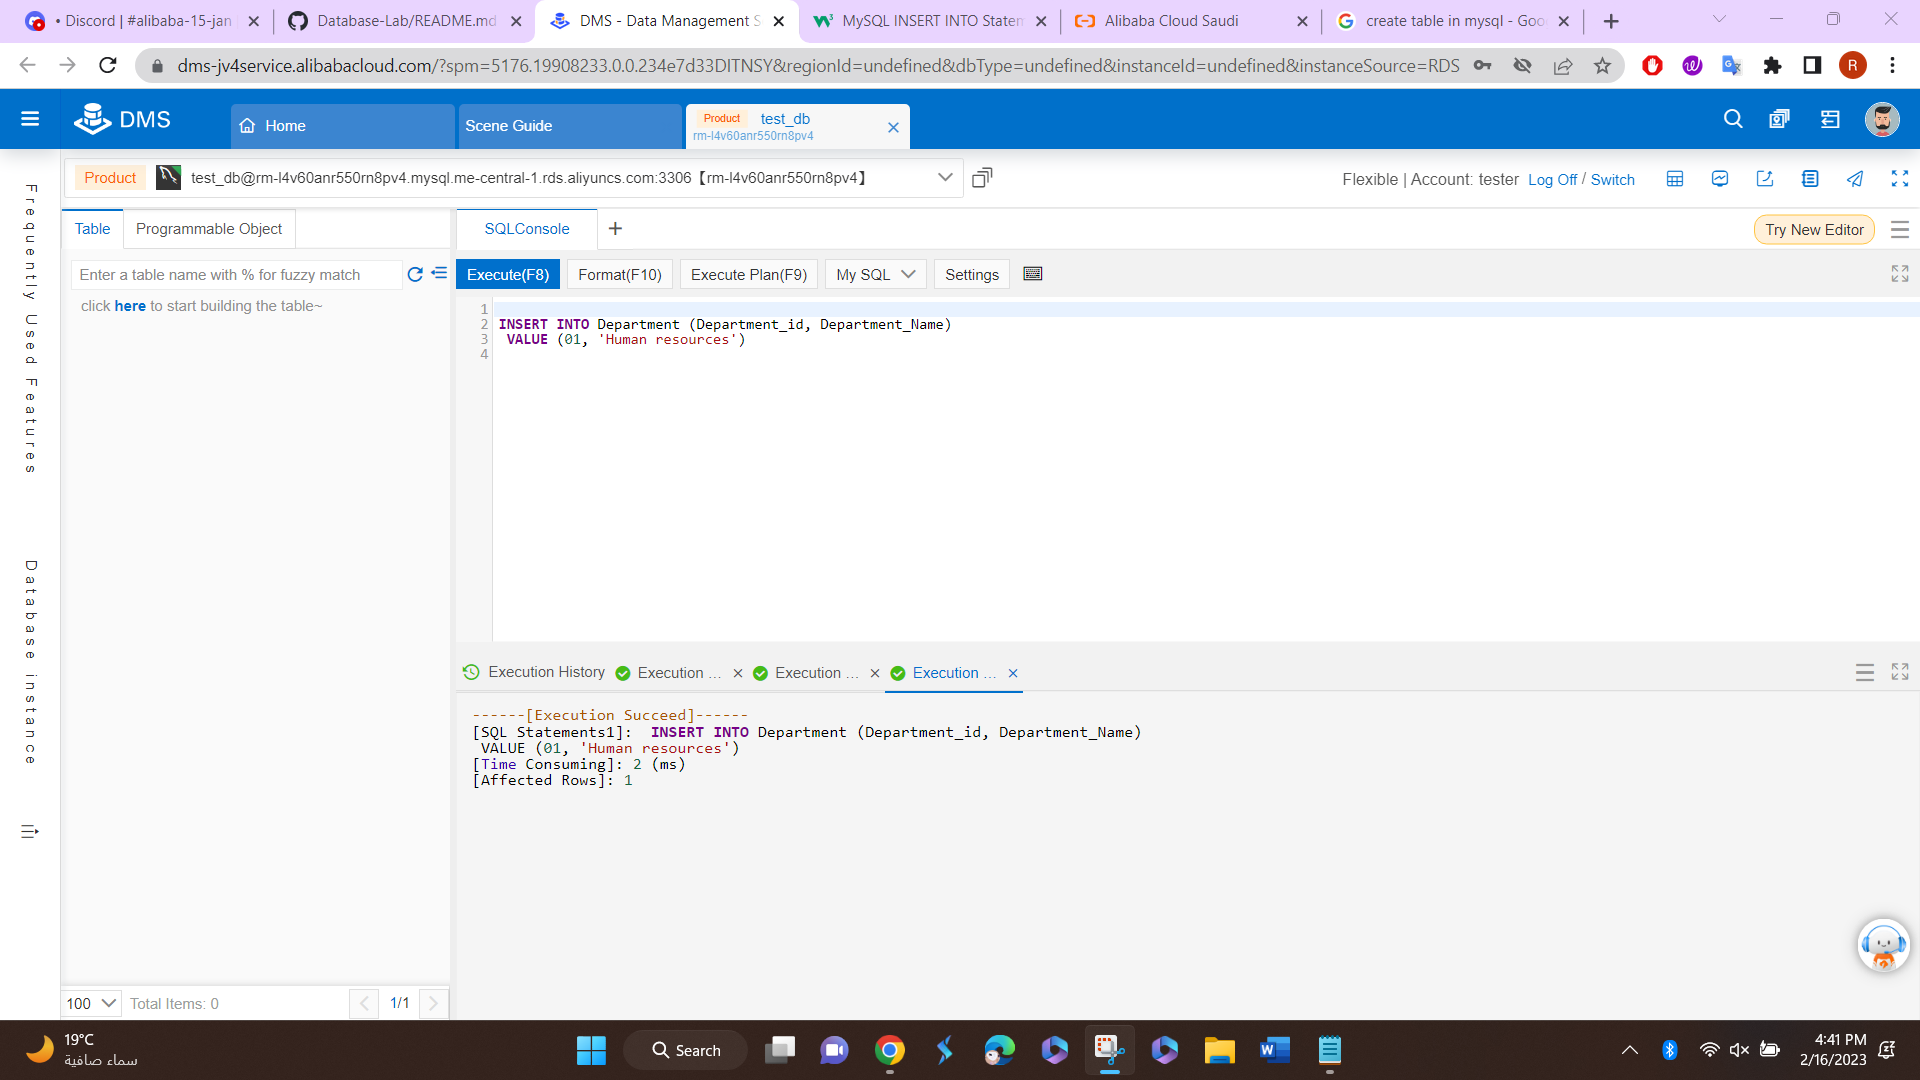 • Discord | #alibaba-15-jan
Database-Lab/README.md
DMS - Data Management S
MySQL INSERT INTO Statem
Alibaba Cloud Saudi
create table in mysql - Goo
dms-jv4service.alibabacloud.com/?spm=5176.19908233.0.0.234e7d33DITNSY&regionId=undefined&dbType=undefined&instanceId=undefined&instanceSource=RDS
R
DMS
Home
Scene Guide
Product test_db
rm-l4v60anr550rn8pv4
Product
test_db@rm-l4v60anr550rn8pv4.mysql.me-central-1.rds.aliyuncs.com:3306【rm-l4v60anr550rn8pv4】
Flexible | Account: tester Log Off / Switch
Frequently Used Features
Database instance
Table
Programmable Object
SQLConsole
Try New Editor
Enter a table name with % for fuzzy match
click here to start building the table~
Execute(F8)
Format(F10)
Execute Plan(F9)
My SQL
Settings
1
2 INSERT INTO Department (Department_id, Department_Name)
3 VALUE (01, 'Human resources')
4
Execution History
Execution ...
Execution ...
Execution ...
------[Execution Succeed]------
[SQL Statements1]: INSERT INTO Department (Department_id, Department_Name)
VALUE (01, 'Human resources')
[Time Consuming]: 2 (ms)
[Affected Rows]: 1
100
Total Items: 0
1/1
19°C
سماء صافية
Search
4:41 PM
2/16/2023